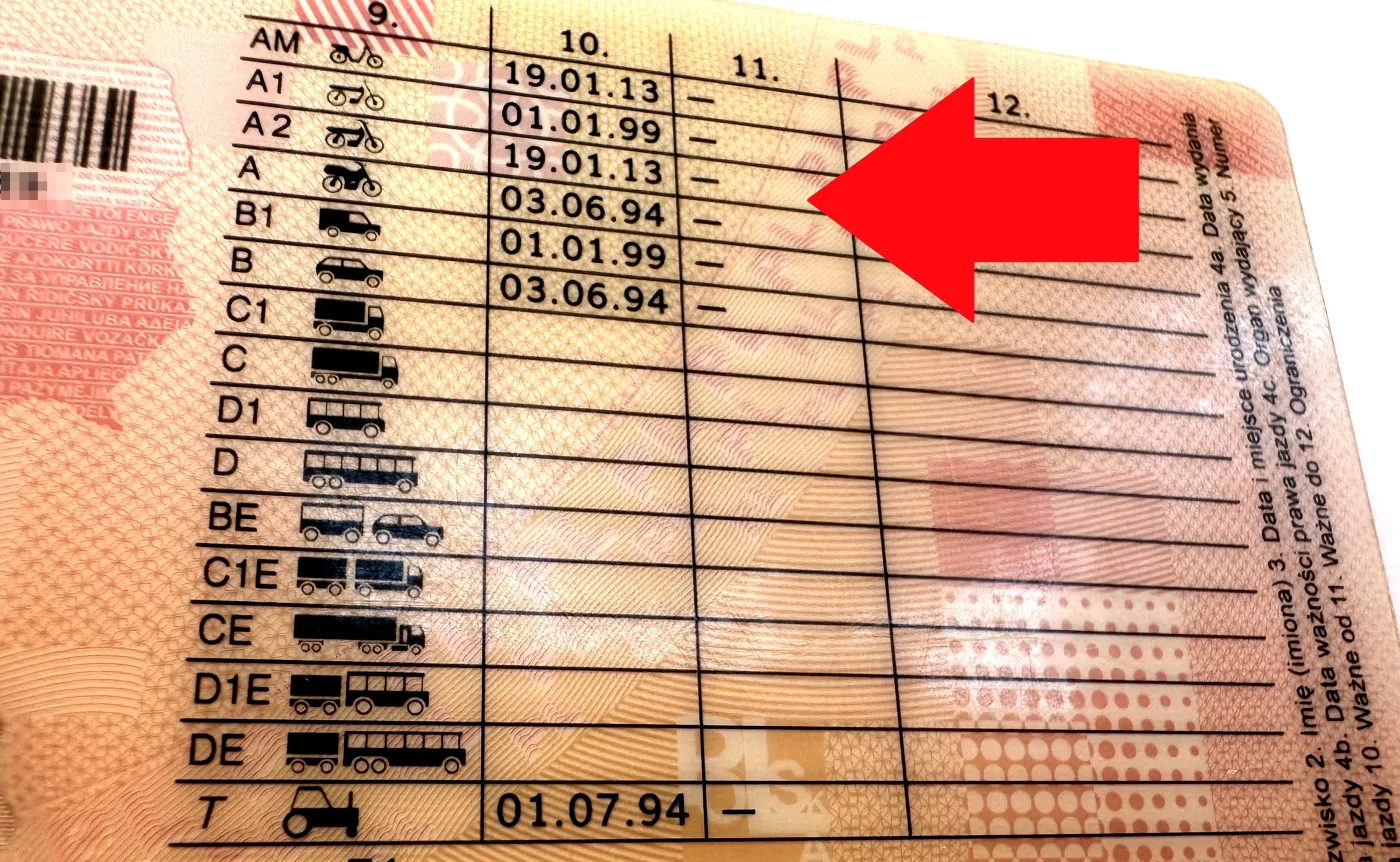 9. 10. 11. 12.
AM 19.01.13 —
A1 01.01.99 —
A2 19.01.13 —
A 03.06.94 —
B1 01.01.99 —
B 03.06.94 —
C1
C
D1
D
BE
C1E
CE
D1E
DE
T 01.07.94 —
PRAWO JAZDY
3. Data i miejsce urodzenia 4a. Data wydania
2. Imię (imiona)
jazdy 4b. Data ważności prawa jazdy 4c. Organ wydający 5. Numer
jazdy 10. Ważne od 11. Ważne do 12. Ograniczenia